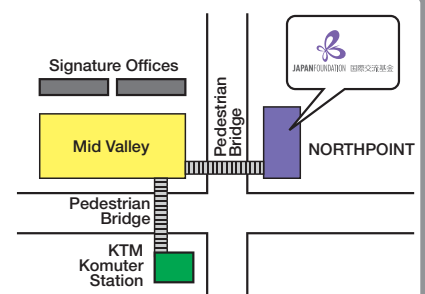 Signature Offices
JAPANFOUNDATION 国際交流基金
Mid Valley
Pedestrian
Bridge
NORTHPOINT
Pedestrian
Bridge
KTM
Komuter
Station